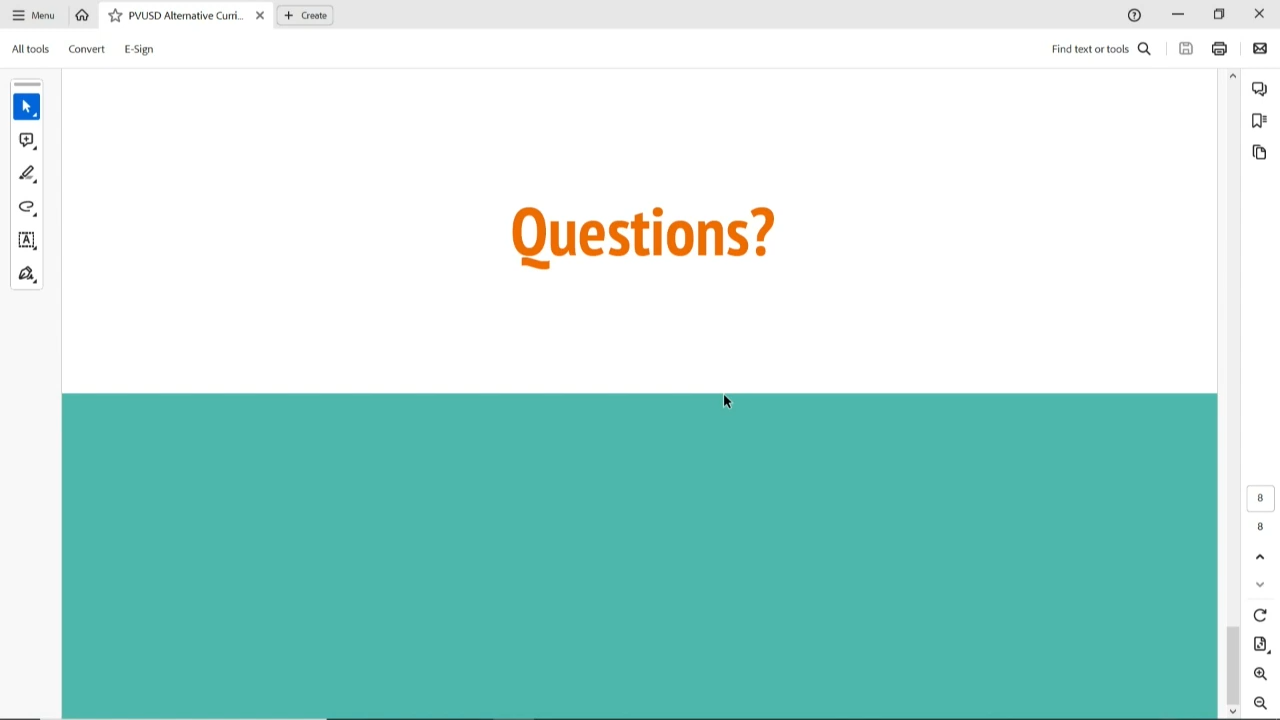 Menu
PVUSD Alternative Curri...
Create
All tools
Convert
E-Sign
Find text or tools
Questions?
8
8